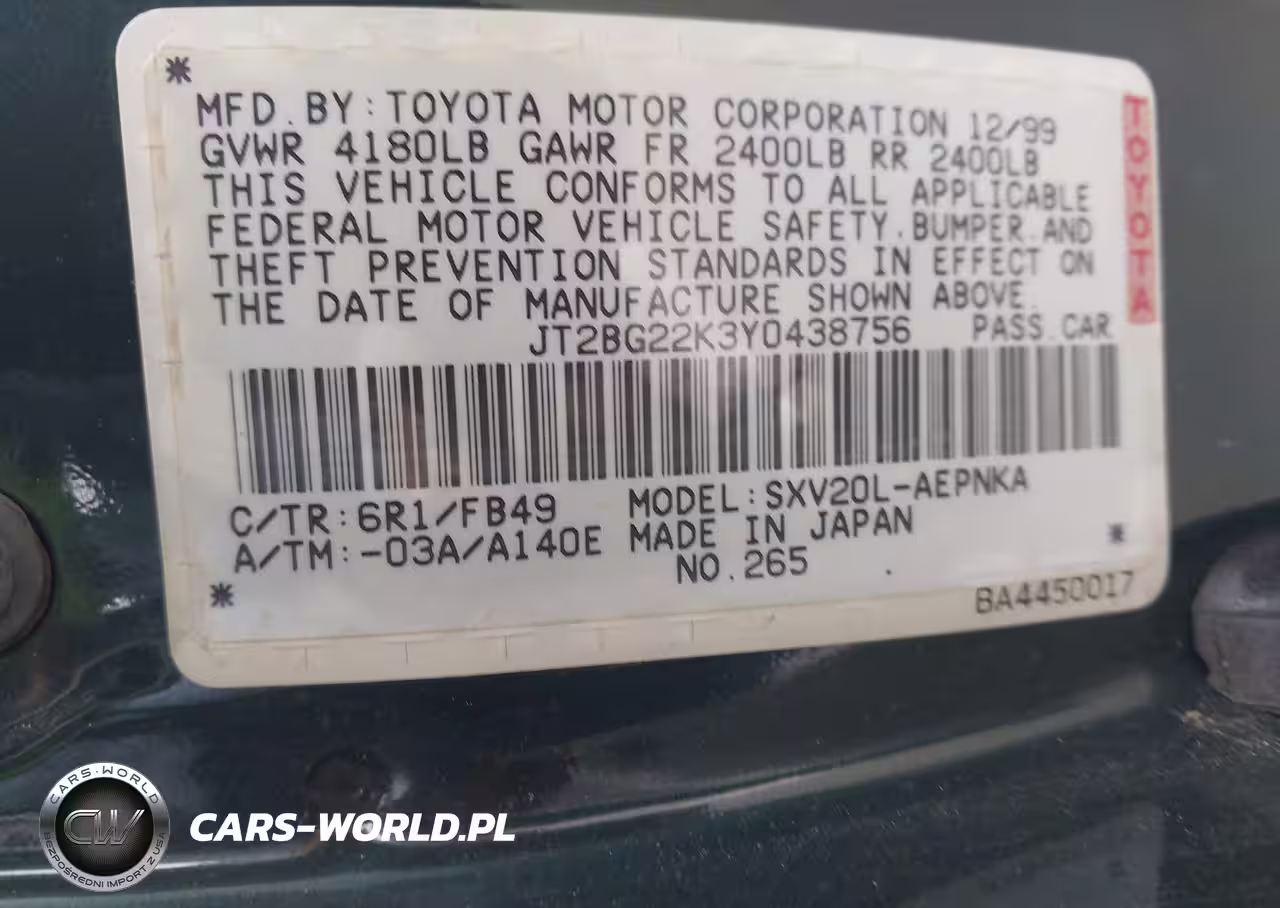 MFD.BY:TOYOTA MOTOR CORPORATION 12/99
GVWR 4180LB GAWR FR 2400LB RR 2400LB
THIS VEHICLE CONFORMS TO ALL APPLICABLE
FEDERAL MOTOR VEHICLE SAFETY.BUMPER.AND
THEFT PREVENTION STANDARDS IN EFFECT ON
THE DATE OF MANUFACTURE SHOWN ABOVE.
JT2BG22K3Y0438756 PASS.CAR
C/TR:6R1/FB49 MODEL:SXV20L-AEPNKA
A/TM:-03A/A140E MADE IN JAPAN
NO.265
BA4450017
TOYOTA
CARS-WORLD
CW
BEZPOŚREDNI IMPORT Z USA
CARS-WORLD.PL